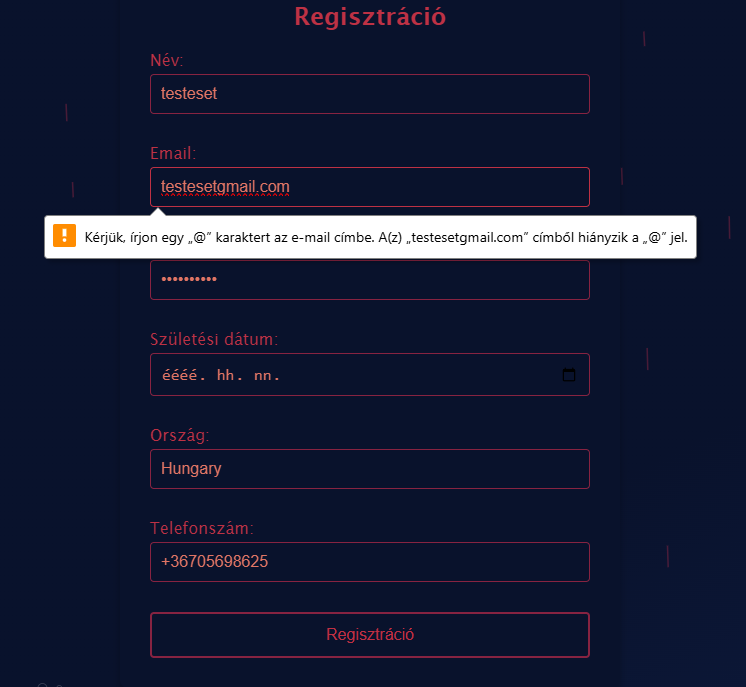 Regisztráció
Név:
testeset
Email:
testesetgmail.com
Kérjük, írjon egy „@” karaktert az e-mail címbe. A(z) „testesetgmail.com” címből hiányzik a „@” jel.
••••••••••
Születési dátum:
éééé. hh. nn.
Ország:
Hungary
Telefonszám:
+36705698625
Regisztráció